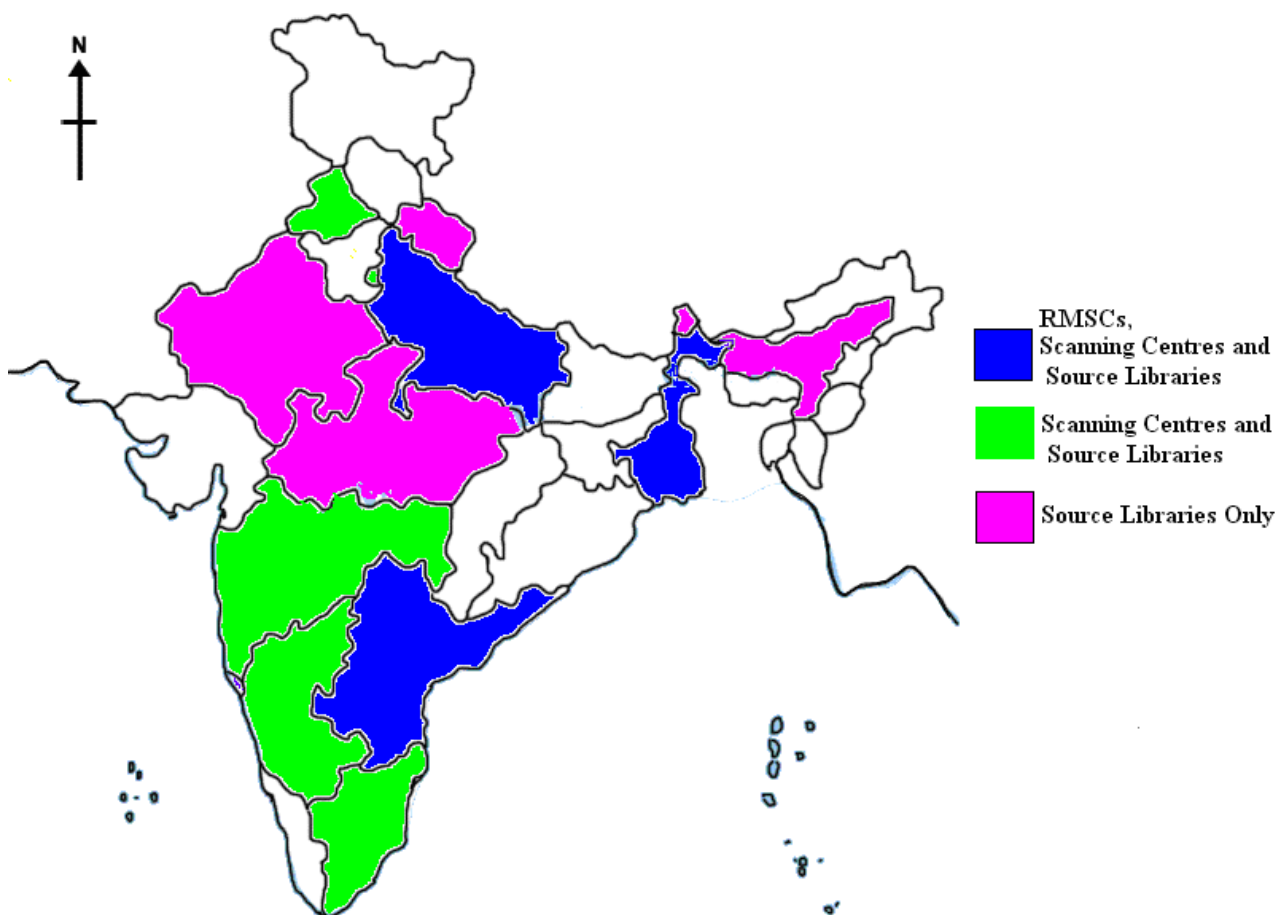 N
RMSCs,
Scanning Centres and
Source Libraries
Scanning Centres and
Source Libraries
Source Libraries Only